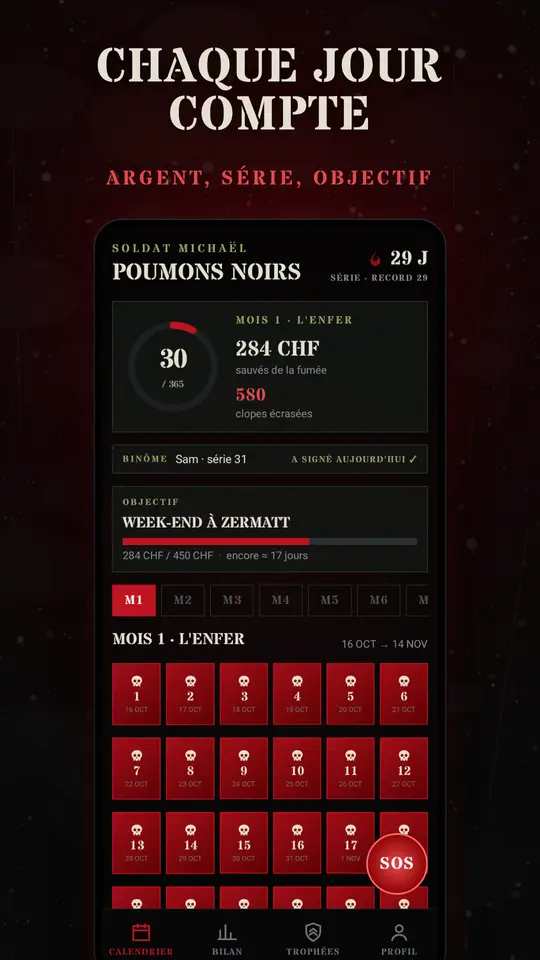 CHAQUE JOUR
COMPTE
ARGENT, SÉRIE, OBJECTIF
SOLDAT MICHAËL
POUMONS NOIRS
29 J
SÉRIE · RECORD 29
30
/ 365
MOIS 1 · L'ENFER
284 CHF
sauvés de la fumée
580
clopes écrasées
BINÔME Sam · série 31 A SIGNÉ AUJOURD'HUI ✓
OBJECTIF
WEEK-END À ZERMATT
284 CHF / 450 CHF · encore ≈ 17 jours
M1 M2 M3 M4 M5 M6 M
MOIS 1 · L'ENFER 16 OCT → 14 NOV
1 2 3 4 5 6
16 OCT 17 OCT 18 OCT 19 OCT 20 OCT 21 OCT
7 8 9 10 11 12
22 OCT 23 OCT 24 OCT 25 OCT 26 OCT 27 OCT
13 14 15 16 17
28 OCT 29 OCT 30 OCT 31 OCT 1 NOV
SOS
CALENDRIER BILAN TROPHÉES PROFIL